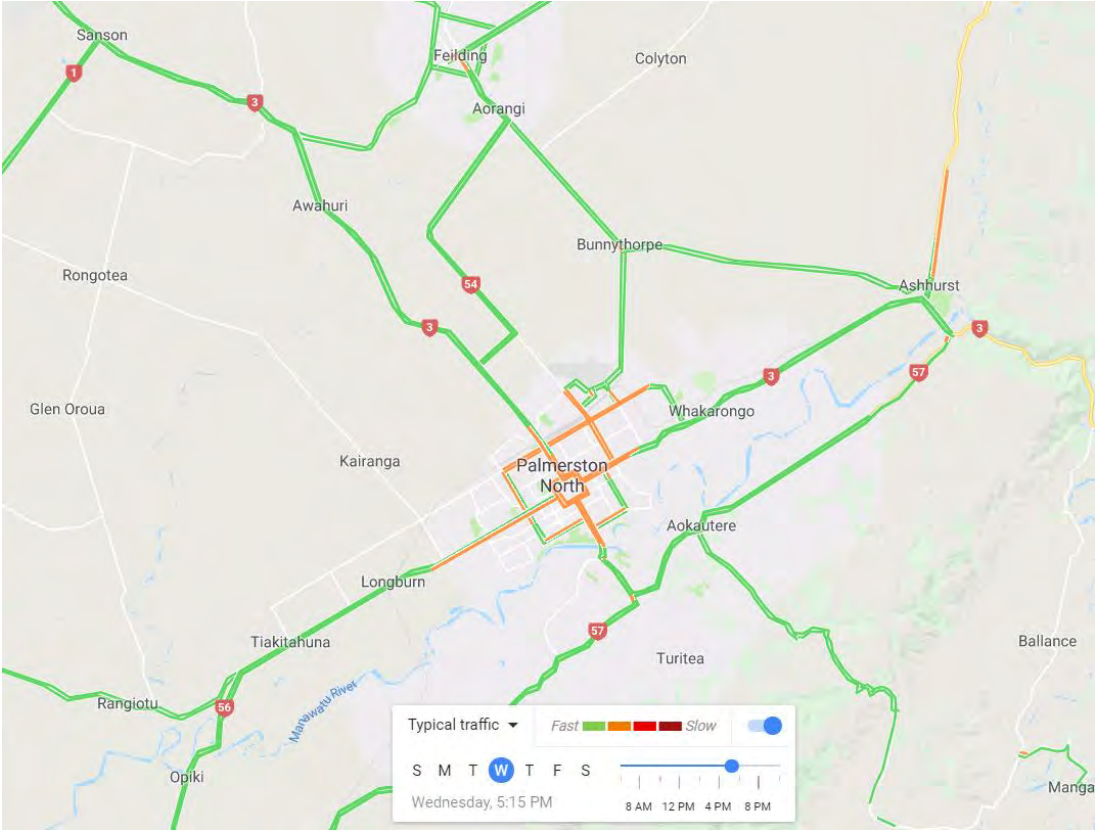 Sanson
Feilding
Colyton
1
3
Aorangi
Awahuri
Bunnythorpe
Rongotea
54
Ashhurst
3
3
57
3
Glen Oroua
Whakarongo
Kairanga
Palmerston
North
Aokautere
Longburn
57
Tiakitahuna
Ballance
Turitea
Rangiotu
56
Manawatu River
Opiki
Manga
Typical traffic
Fast
Slow
S M T W T F S
Wednesday, 5:15 PM
8 AM 12 PM 4 PM 8 PM